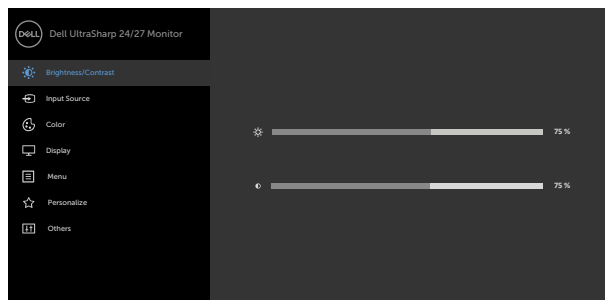 DELL
Dell UltraSharp 24/27 Monitor
Brightness/Contrast
Input Source
Color
Display
Menu
Personalize
Others
75 %
75 %